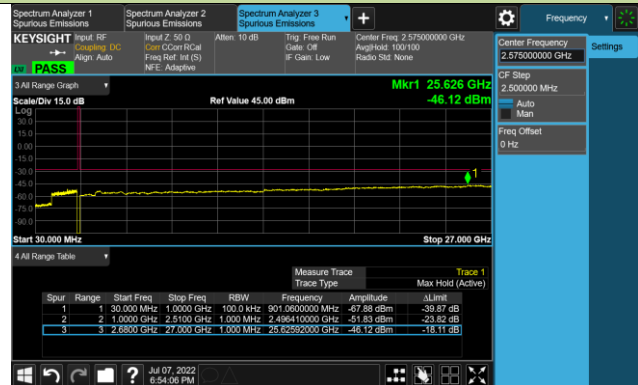 Spectrum Analyzer 1
Spurious Emissions
Spectrum Analyzer 2
Spurious Emissions
Spectrum Analyzer 3
Spurious Emissions
Frequency
KEYSIGHT
Input: RF
Coupling: DC
Align: Auto
Input Z: 50 Ω
Corr CCorr RCal
Freq Ref: Int (S)
NFE: Adaptive
Atten: 10 dB
Trig: Free Run
Gate: Off
IF Gain: Low
Center Freq: 2.575000000 GHz
Avg|Hold: 100/100
Radio Std: None
PASS
Center Frequency
2.575000000 GHz
Settings
CF Step
2.500000 MHz
Auto
Man
Freq Offset
0 Hz
3 All Range Graph
Mkr1 25.626 GHz
Scale/Div 15.0 dB
Ref Value 45.00 dBm
-46.12 dBm
Log
30.0
15.0
0.00
-15.0
-30.0
-45.0
-60.0
-75.0
-90.0
1
Start 30.000 MHz
Stop 27.000 GHz
4 All Range Table
Measure Trace Trace 1
Trace Type Max Hold (Active)
Spur Range Start Freq Stop Freq RBW Frequency Amplitude ΔLimit
1 1 30.000 MHz 1.0000 GHz 100.0 kHz 901.0600000 MHz -67.88 dBm -39.87 dB
2 2 1.0000 GHz 2.5100 GHz 1.000 MHz 2.496410000 GHz -51.83 dBm -23.82 dB
3 3 2.6800 GHz 27.000 GHz 1.000 MHz 25.62592000 GHz -46.12 dBm -18.11 dB
Jul 07, 2022
6:54:06 PM